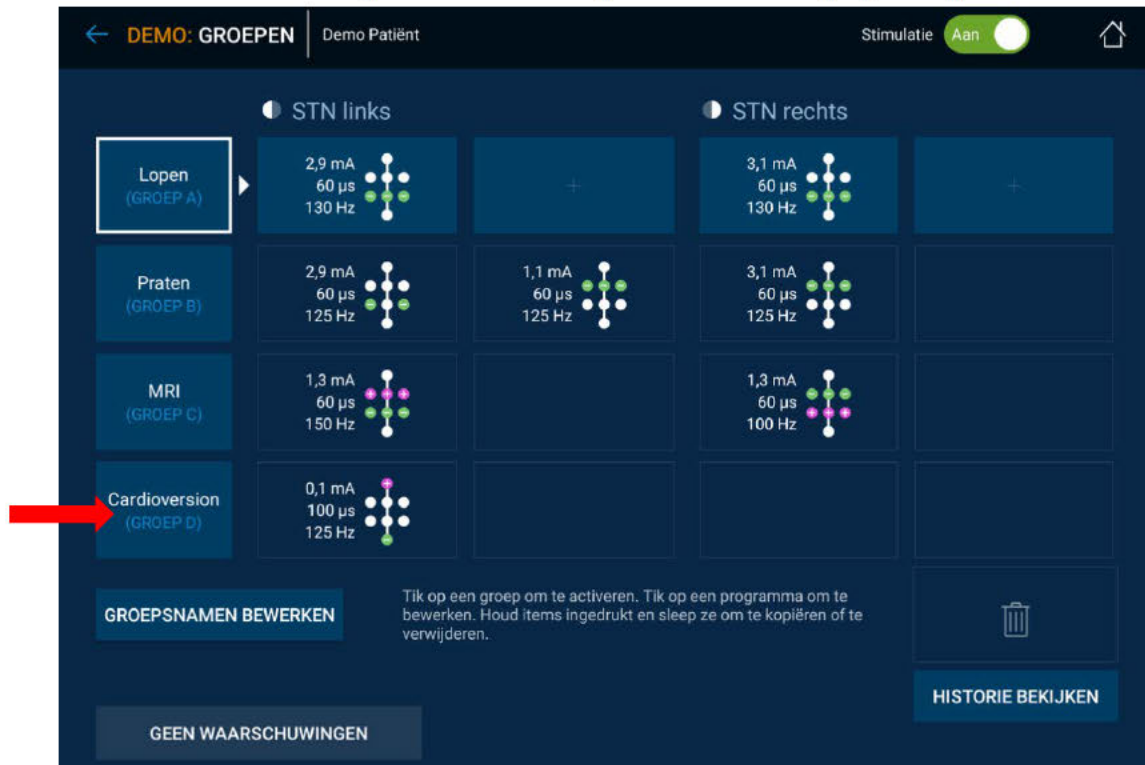 DEMO: GROEPEN Demo Patiënt Stimulatie Aan
STN links STN rechts
Lopen
(GROEP A)
2,9 mA
60 µs
130 Hz
+
3,1 mA
60 µs
130 Hz
+
Praten
(GROEP B)
2,9 mA
60 µs
125 Hz
1,1 mA
60 µs
125 Hz
3,1 mA
60 µs
125 Hz
MRI
(GROEP C)
1,3 mA
60 µs
150 Hz
1,3 mA
60 µs
100 Hz
Cardioversion
(GROEP D)
0,1 mA
100 µs
125 Hz
GROEPSNAMEN BEWERKEN
Tik op een groep om te activeren. Tik op een programma om te
bewerken. Houd items ingedrukt en sleep ze om te kopiëren of te
verwijderen.
HISTORIE BEKIJKEN
GEEN WAARSCHUWINGEN